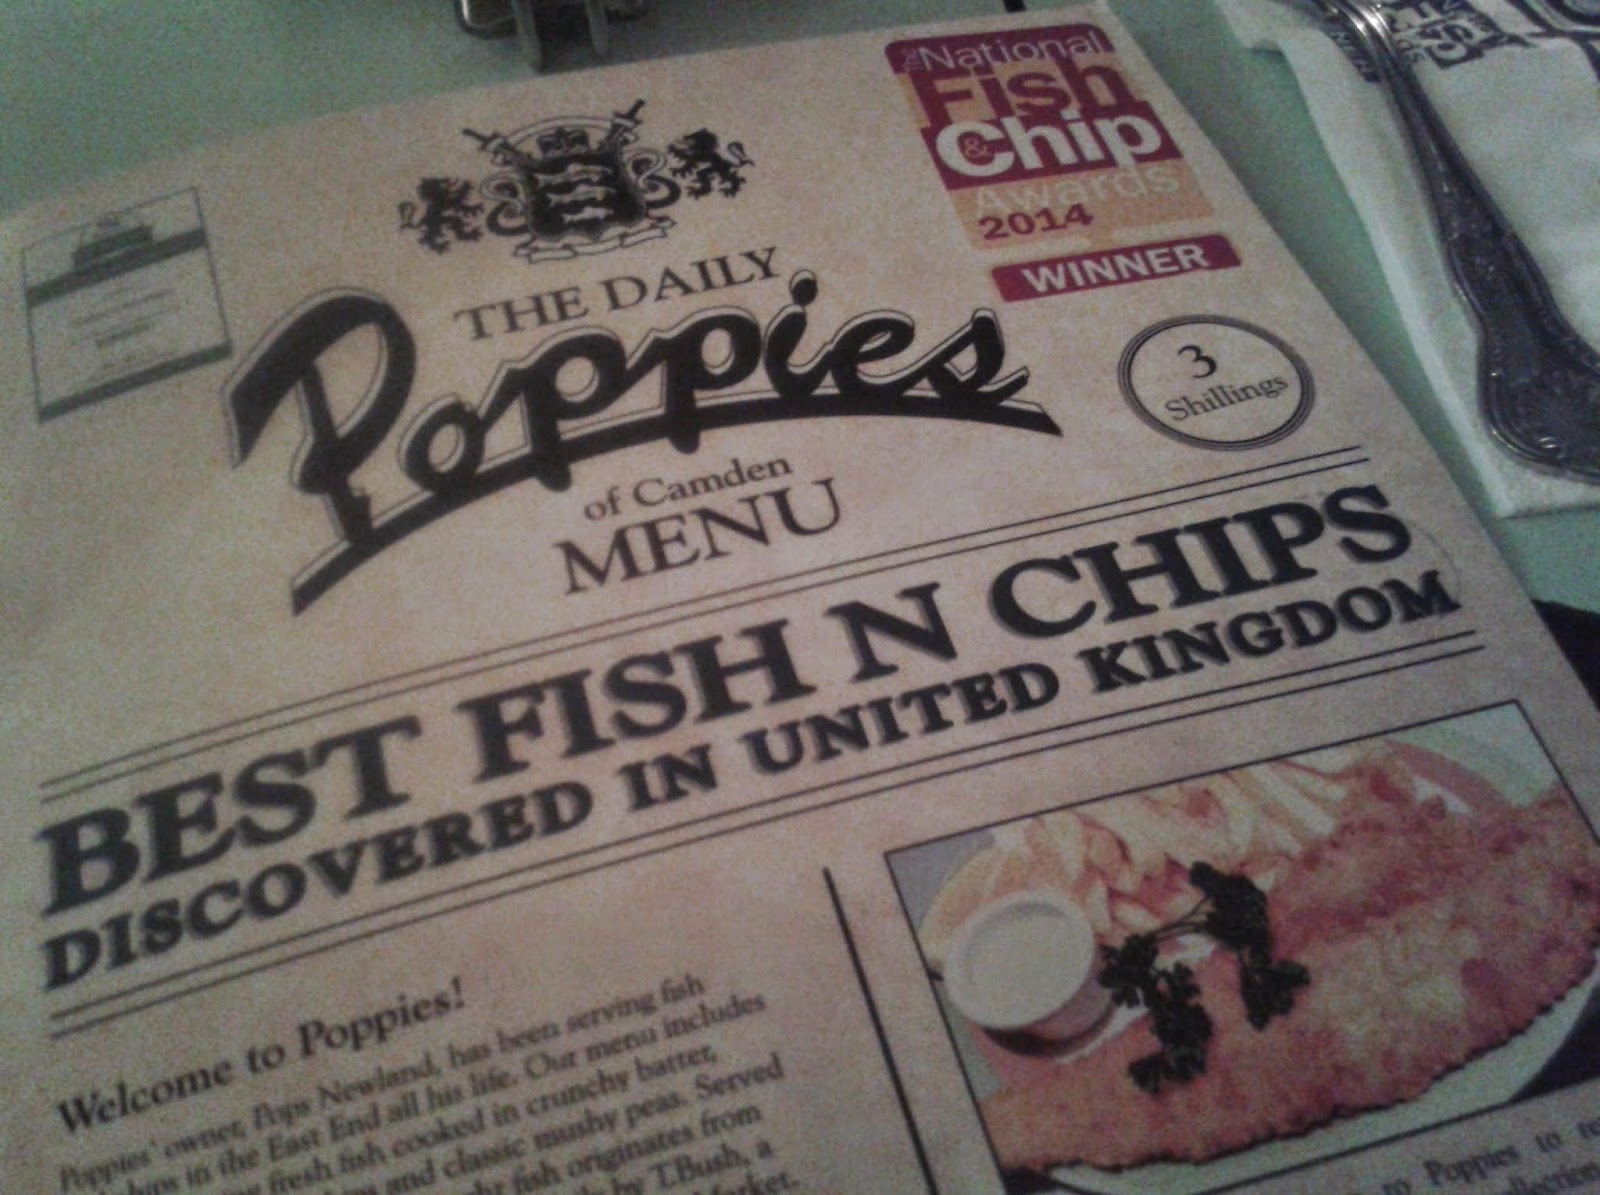 The National
Fish
& Chip
Awards
2014
WINNER
THE DAILY
Poppies
of Camden
MENU
3
Shillings
BEST FISH N CHIPS
DISCOVERED IN UNITED KINGDOM
Welcome to Poppies!
Poppies' owner, Pops Newland, has been serving fish
in the East End all his life. Our menu includes
fresh fish cooked in crunchy batter,
and classic mushy peas. Served
fish originates from
by T.Bush, a
Market.
to Poppies to